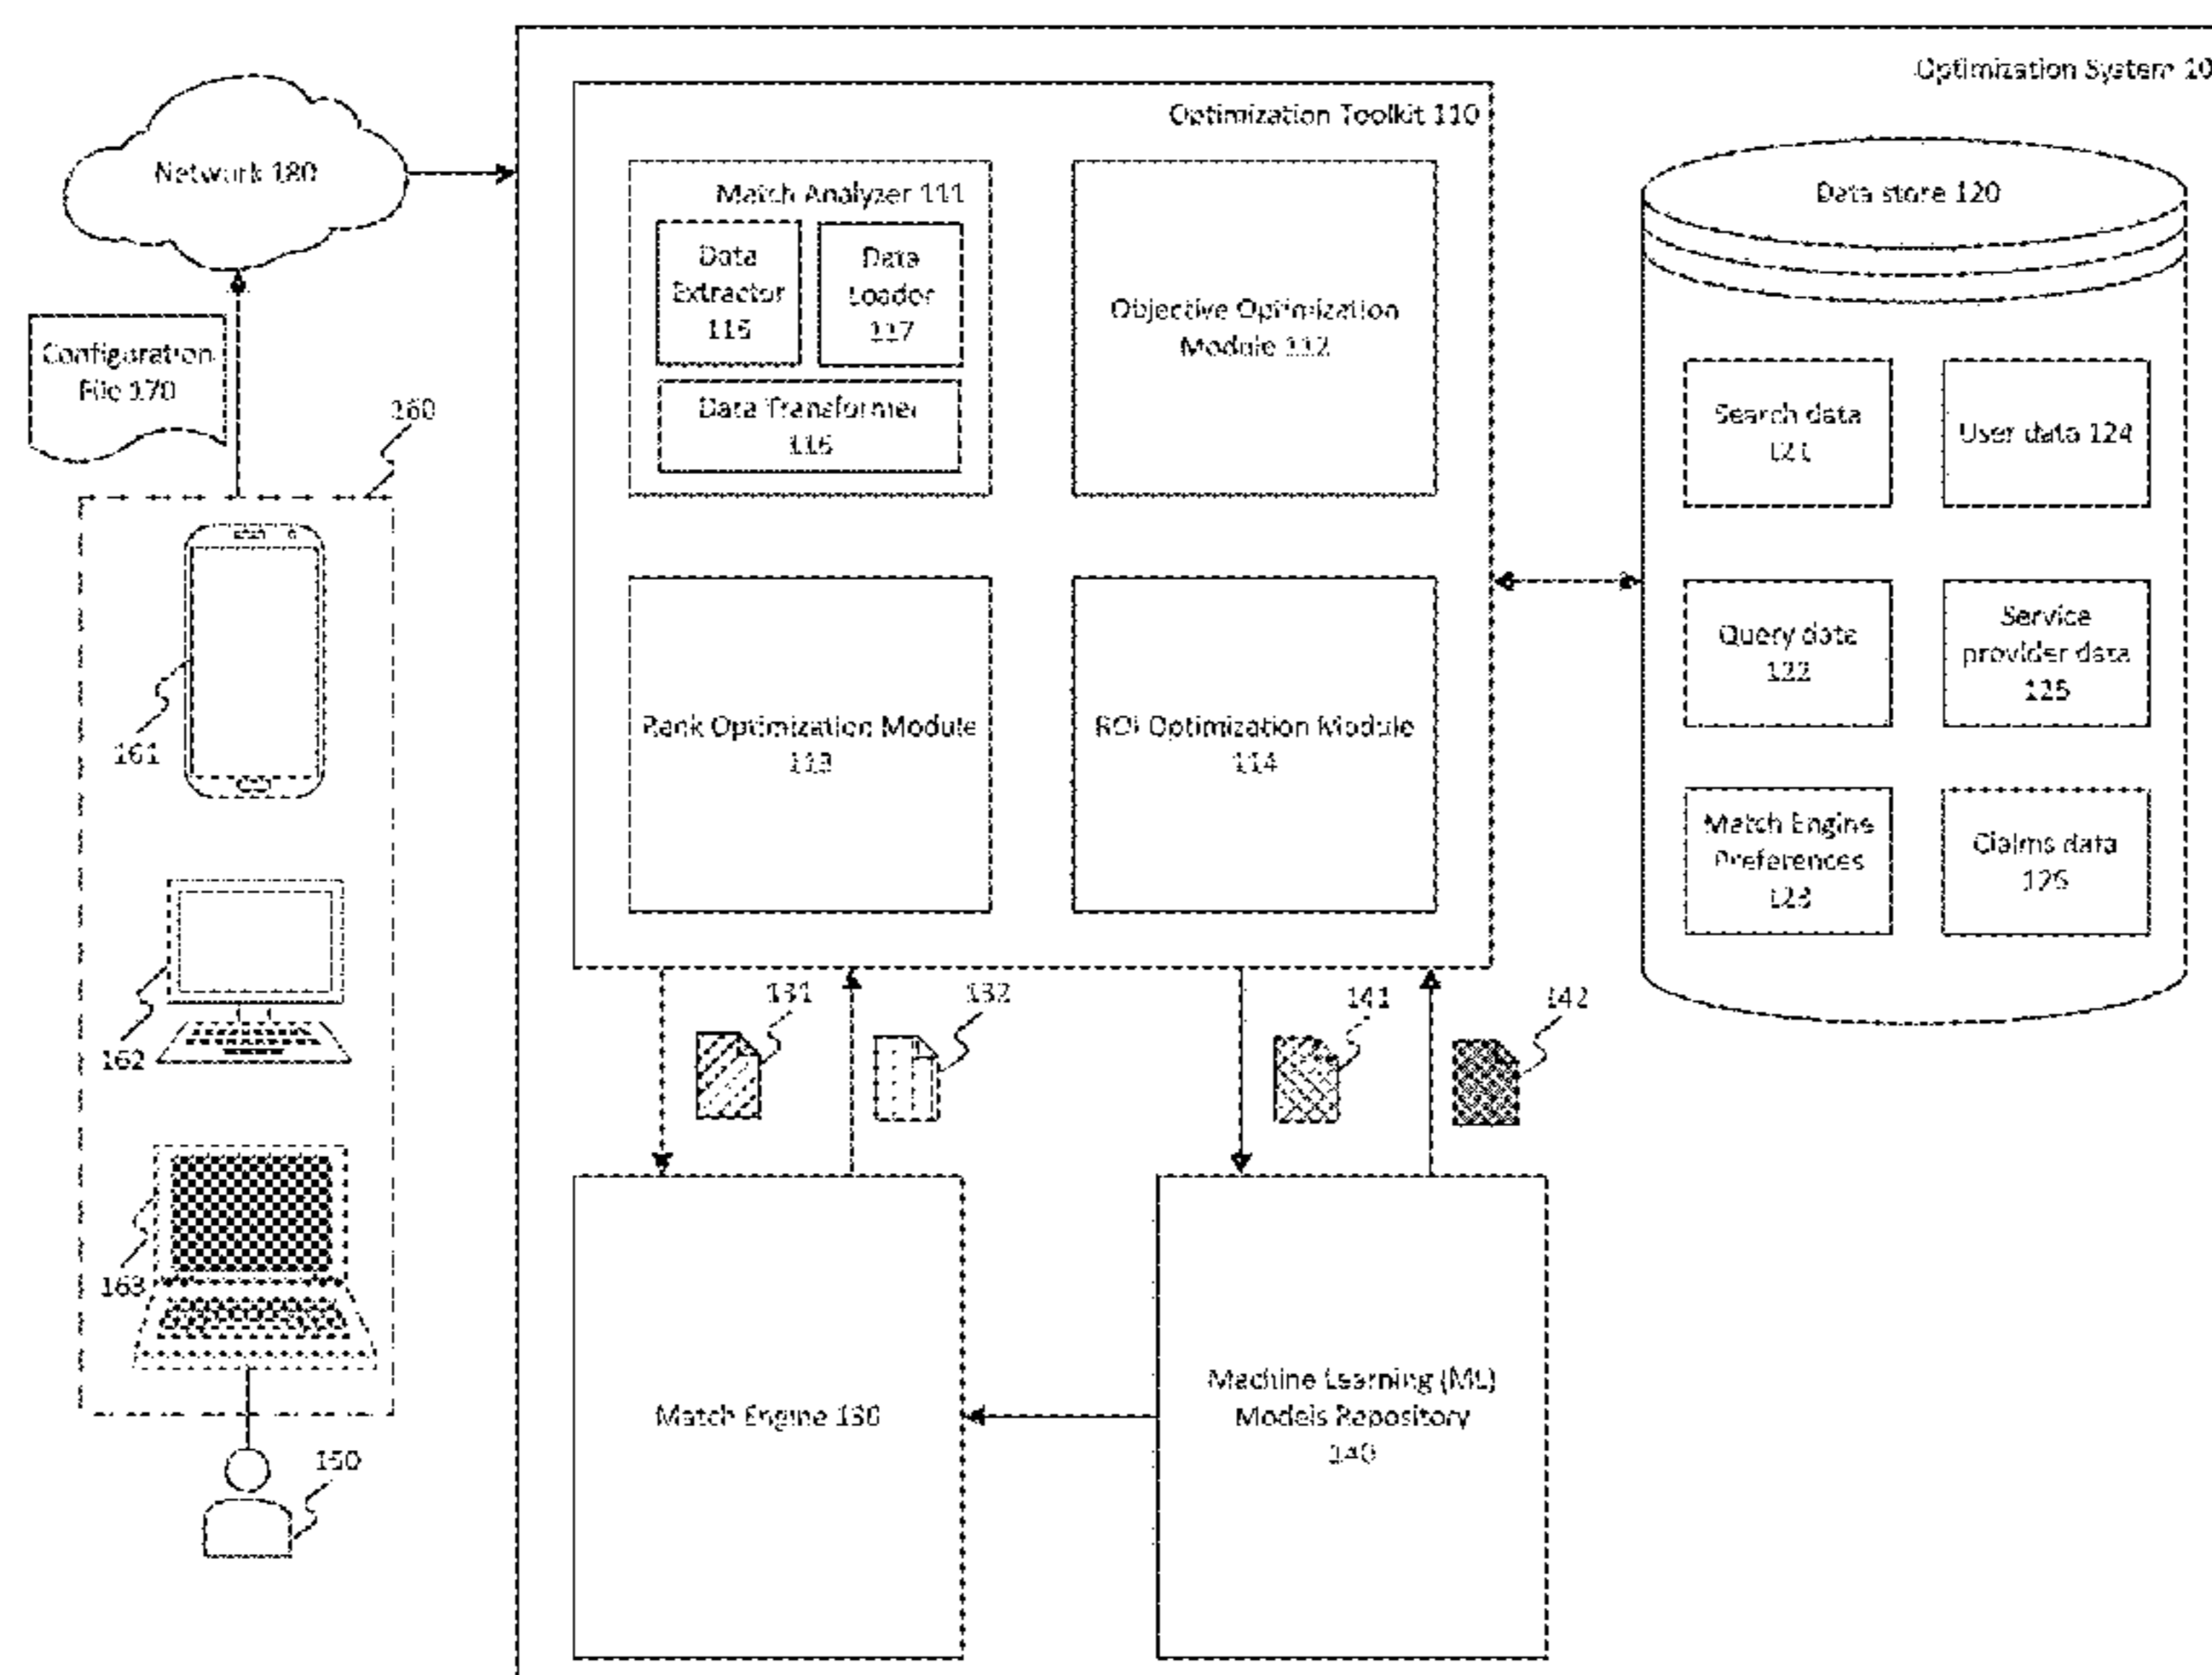 Optimization System 10
Optimization Toolkit 110
Network 180
Match Analyzer 111
Data
Extractor
115
Data
Loader
117
Data Transformer
116
Objective Optimization
Module 112
Data store 120
Configuration
File 170
160
Search data
121
User data 124
161
Rank Optimization Module
113
ROI Optimization Module
114
Query data
122
Service
provider data
125
Match Engine
Preferences
123
Claims data
126
162
131
132
141
142
163
Match Engine 130
Machine Learning (ML)
Models Repository
140
150